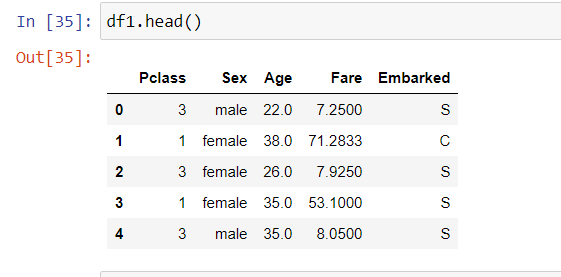 In [35]: df1.head()
Out[35]:
Pclass Sex Age Fare Embarked
0 3 male 22.0 7.2500 S
1 1 female 38.0 71.2833 C
2 3 female 26.0 7.9250 S
3 1 female 35.0 53.1000 S
4 3 male 35.0 8.0500 S